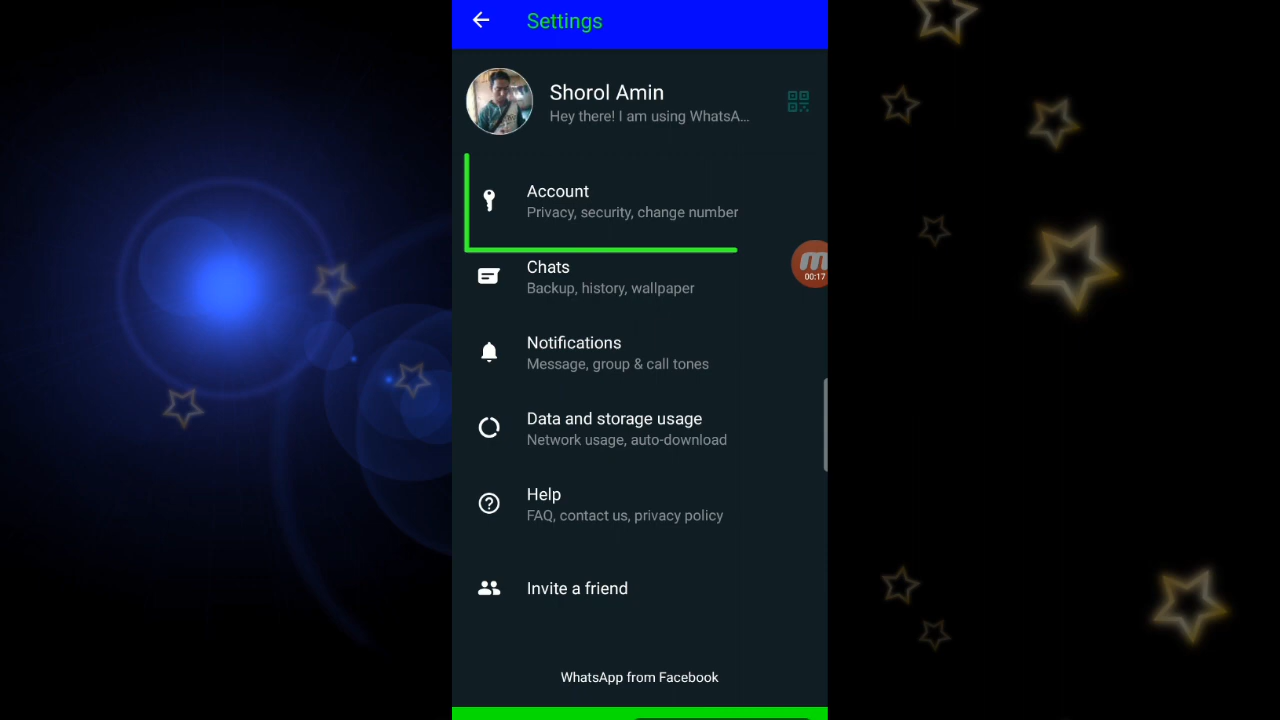 Settings
Shorol Amin
Hey there! I am using WhatsA...
Account
Privacy, security, change number
00:17
Chats
Backup, history, wallpaper
Notifications
Message, group & call tones
Data and storage usage
Network usage, auto-download
Help
FAQ, contact us, privacy policy
Invite a friend
WhatsApp from Facebook